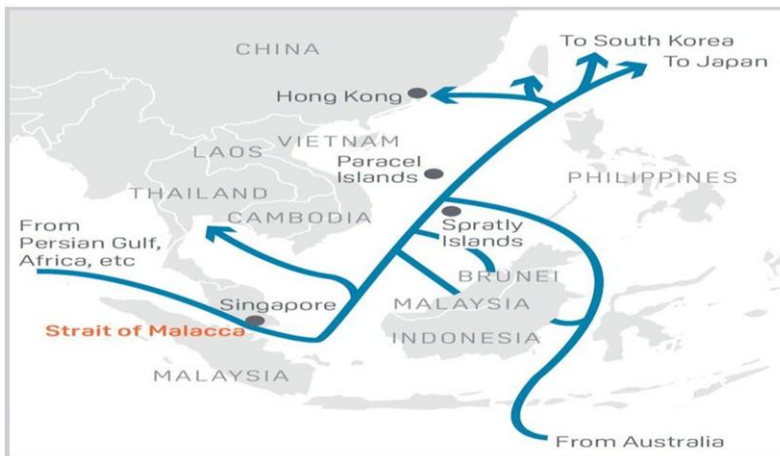 CHINA
To South Korea
To Japan
Hong Kong
VIETNAM
LAOS
Paracel
Islands
THAILAND
PHILIPPINES
CAMBODIA
From
Persian Gulf,
Africa, etc
Spratly
Islands
BRUNEI
Singapore
MALAYSIA
Strait of Malacca
INDONESIA
MALAYSIA
From Australia